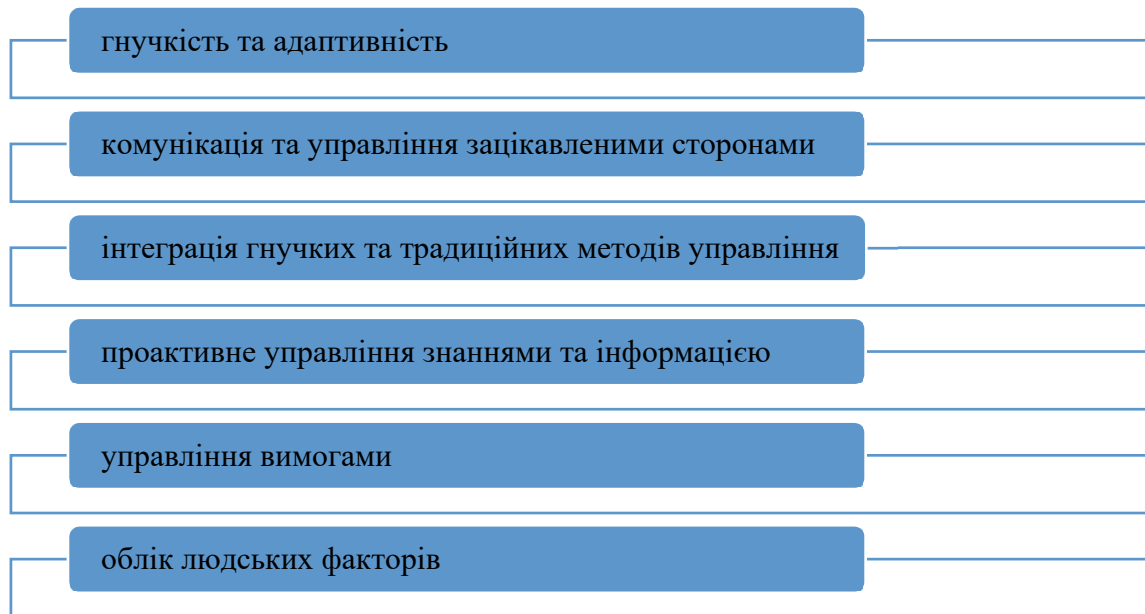 гнучкість та адаптивність
комунікація та управління зацікавленими сторонами
інтеграція гнучких та традиційних методів управління
проактивне управління знаннями та інформацією
управління вимогами
облік людських факторів